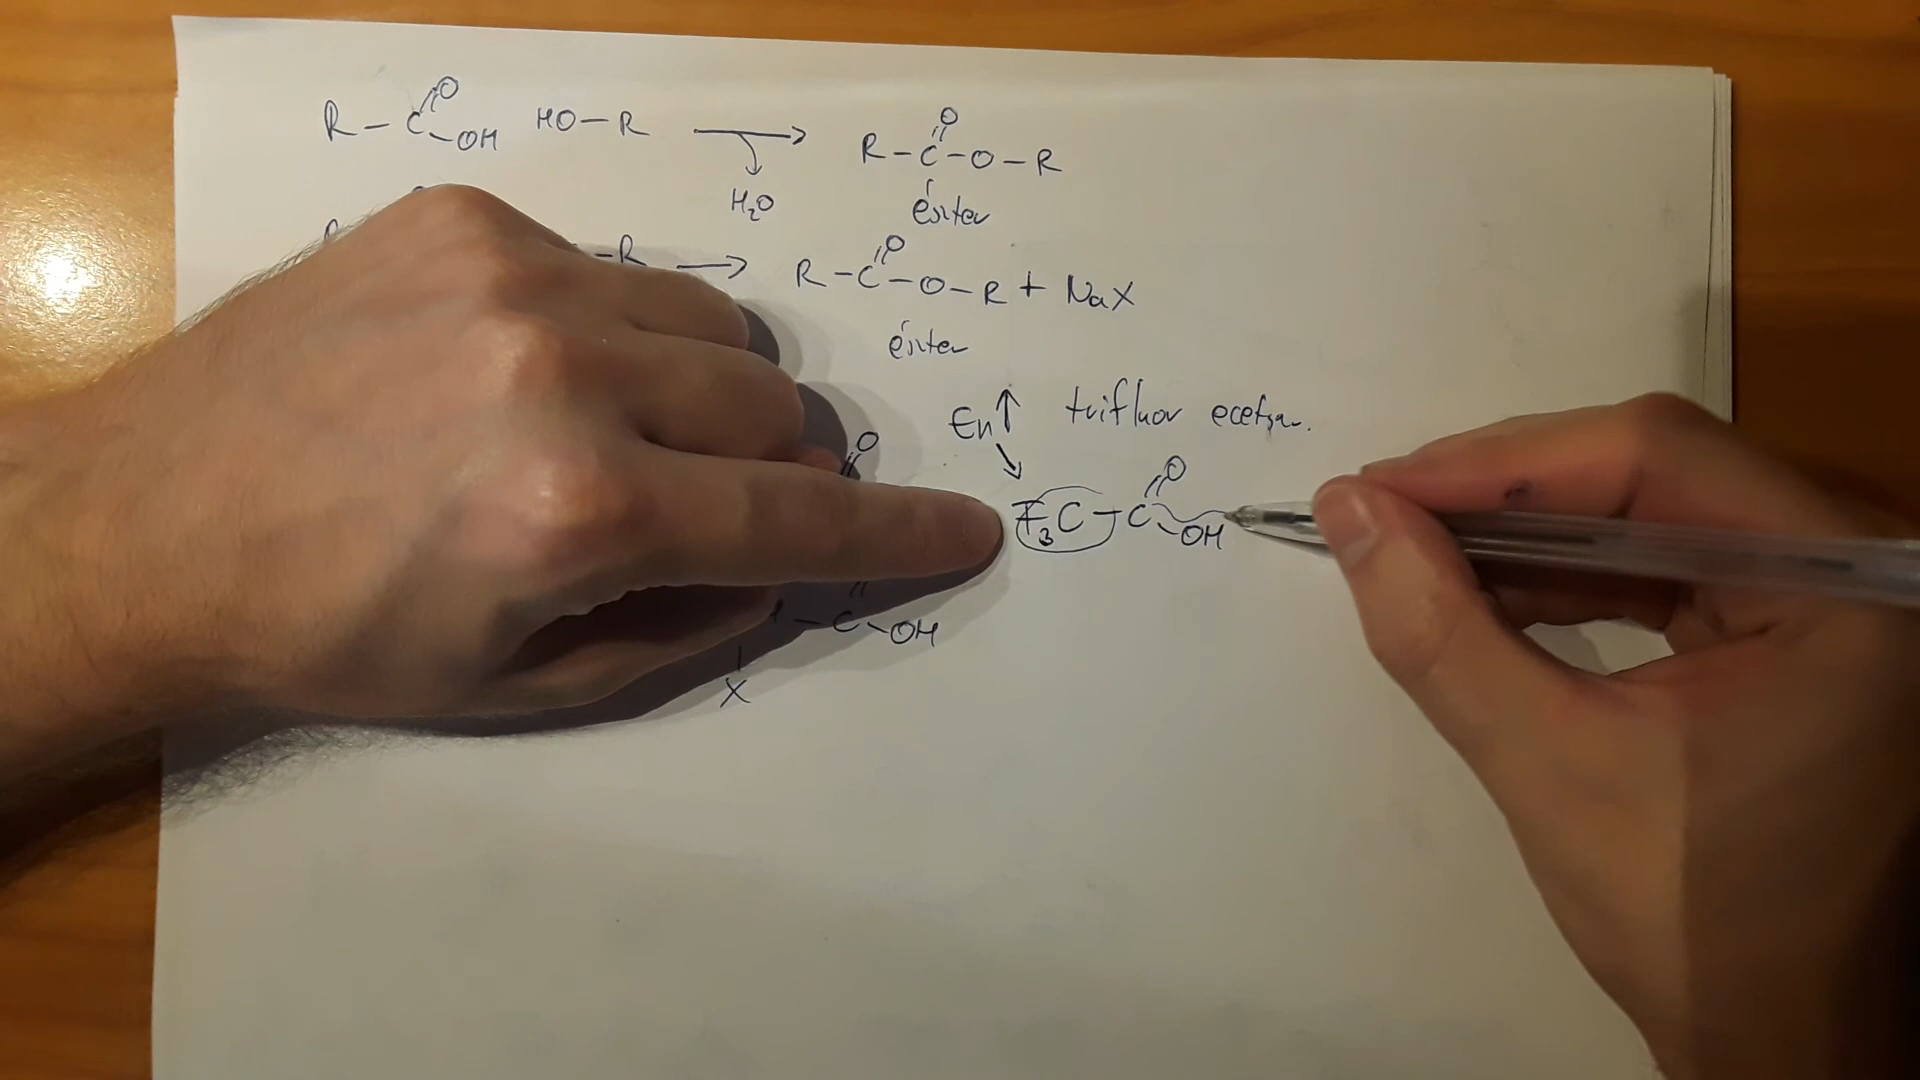 R – C =O – OH HO – R → R – C =O – O – R
H₂O
észter
– R → R – C =O – O – R + NaX
észter
En↑ trifluor ecetsav.
O
F₃C – C =O – OH
– C – OH
X